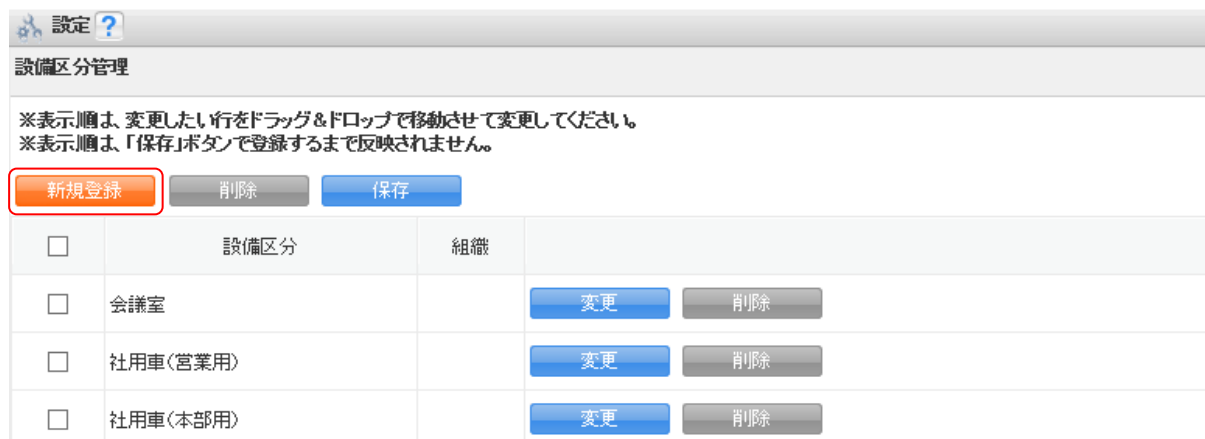 設定 ?
設備区分管理
※表示順は、変更したい行をドラッグ&ドロップで移動させて変更してください。
※表示順は、「保存」ボタンで登録するまで反映されません。
新規登録 削除 保存
設備区分 組織
会議室 変更 削除
社用車(営業用) 変更 削除
社用車(本部用) 変更 削除